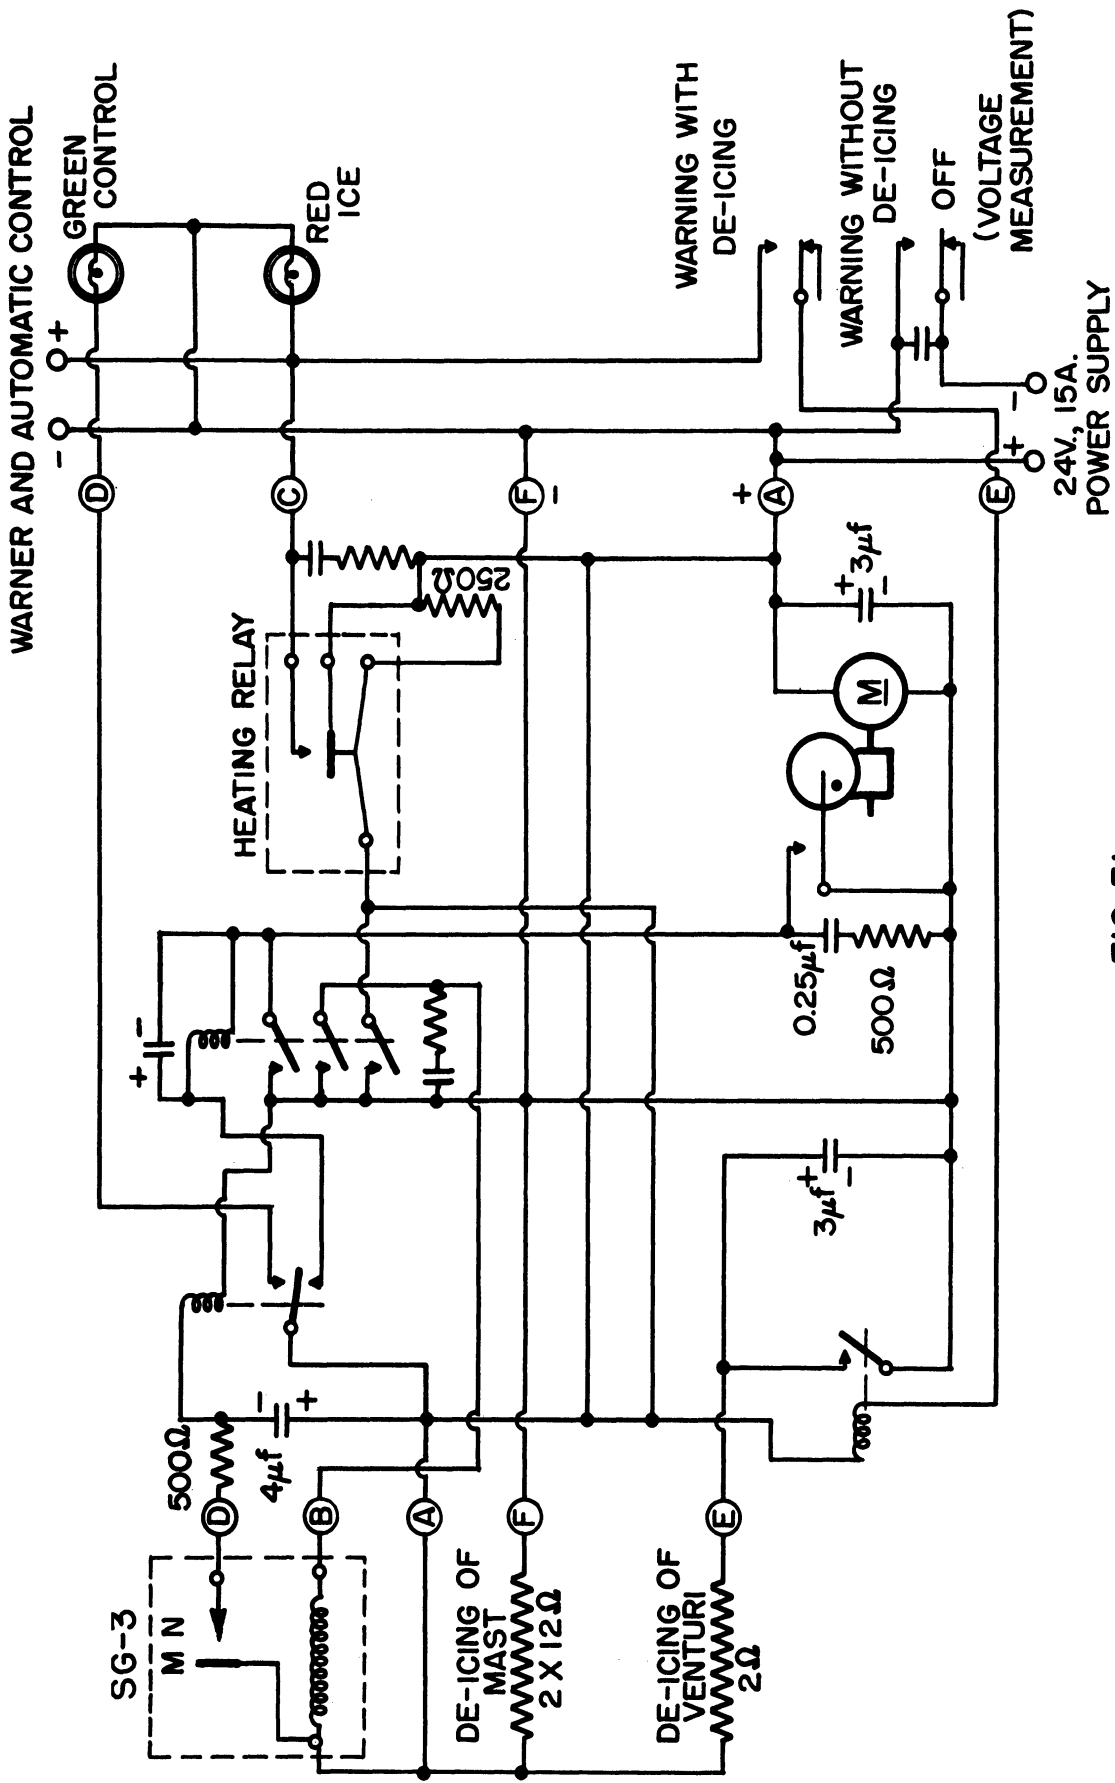 WARNER AND AUTOMATIC CONTROL
GREEN
CONTROL
SG-3
M N
500Ω
D
4μf
- +
+ -
- +
D
HEATING RELAY
250Ω
C
RED
ICE
B
A
DE-ICING OF
MAST
2 X 12Ω
F
F
-
DE-ICING OF
VENTURI
2Ω
E
3μf
+ -
0.25μf
500Ω
M
+ -
3μf
+
A
E
WARNING WITH
DE-ICING
WARNING WITHOUT
DE-ICING
OFF
(VOLTAGE
MEASUREMENT)
+ -
24V., 15A.
POWER SUPPLY